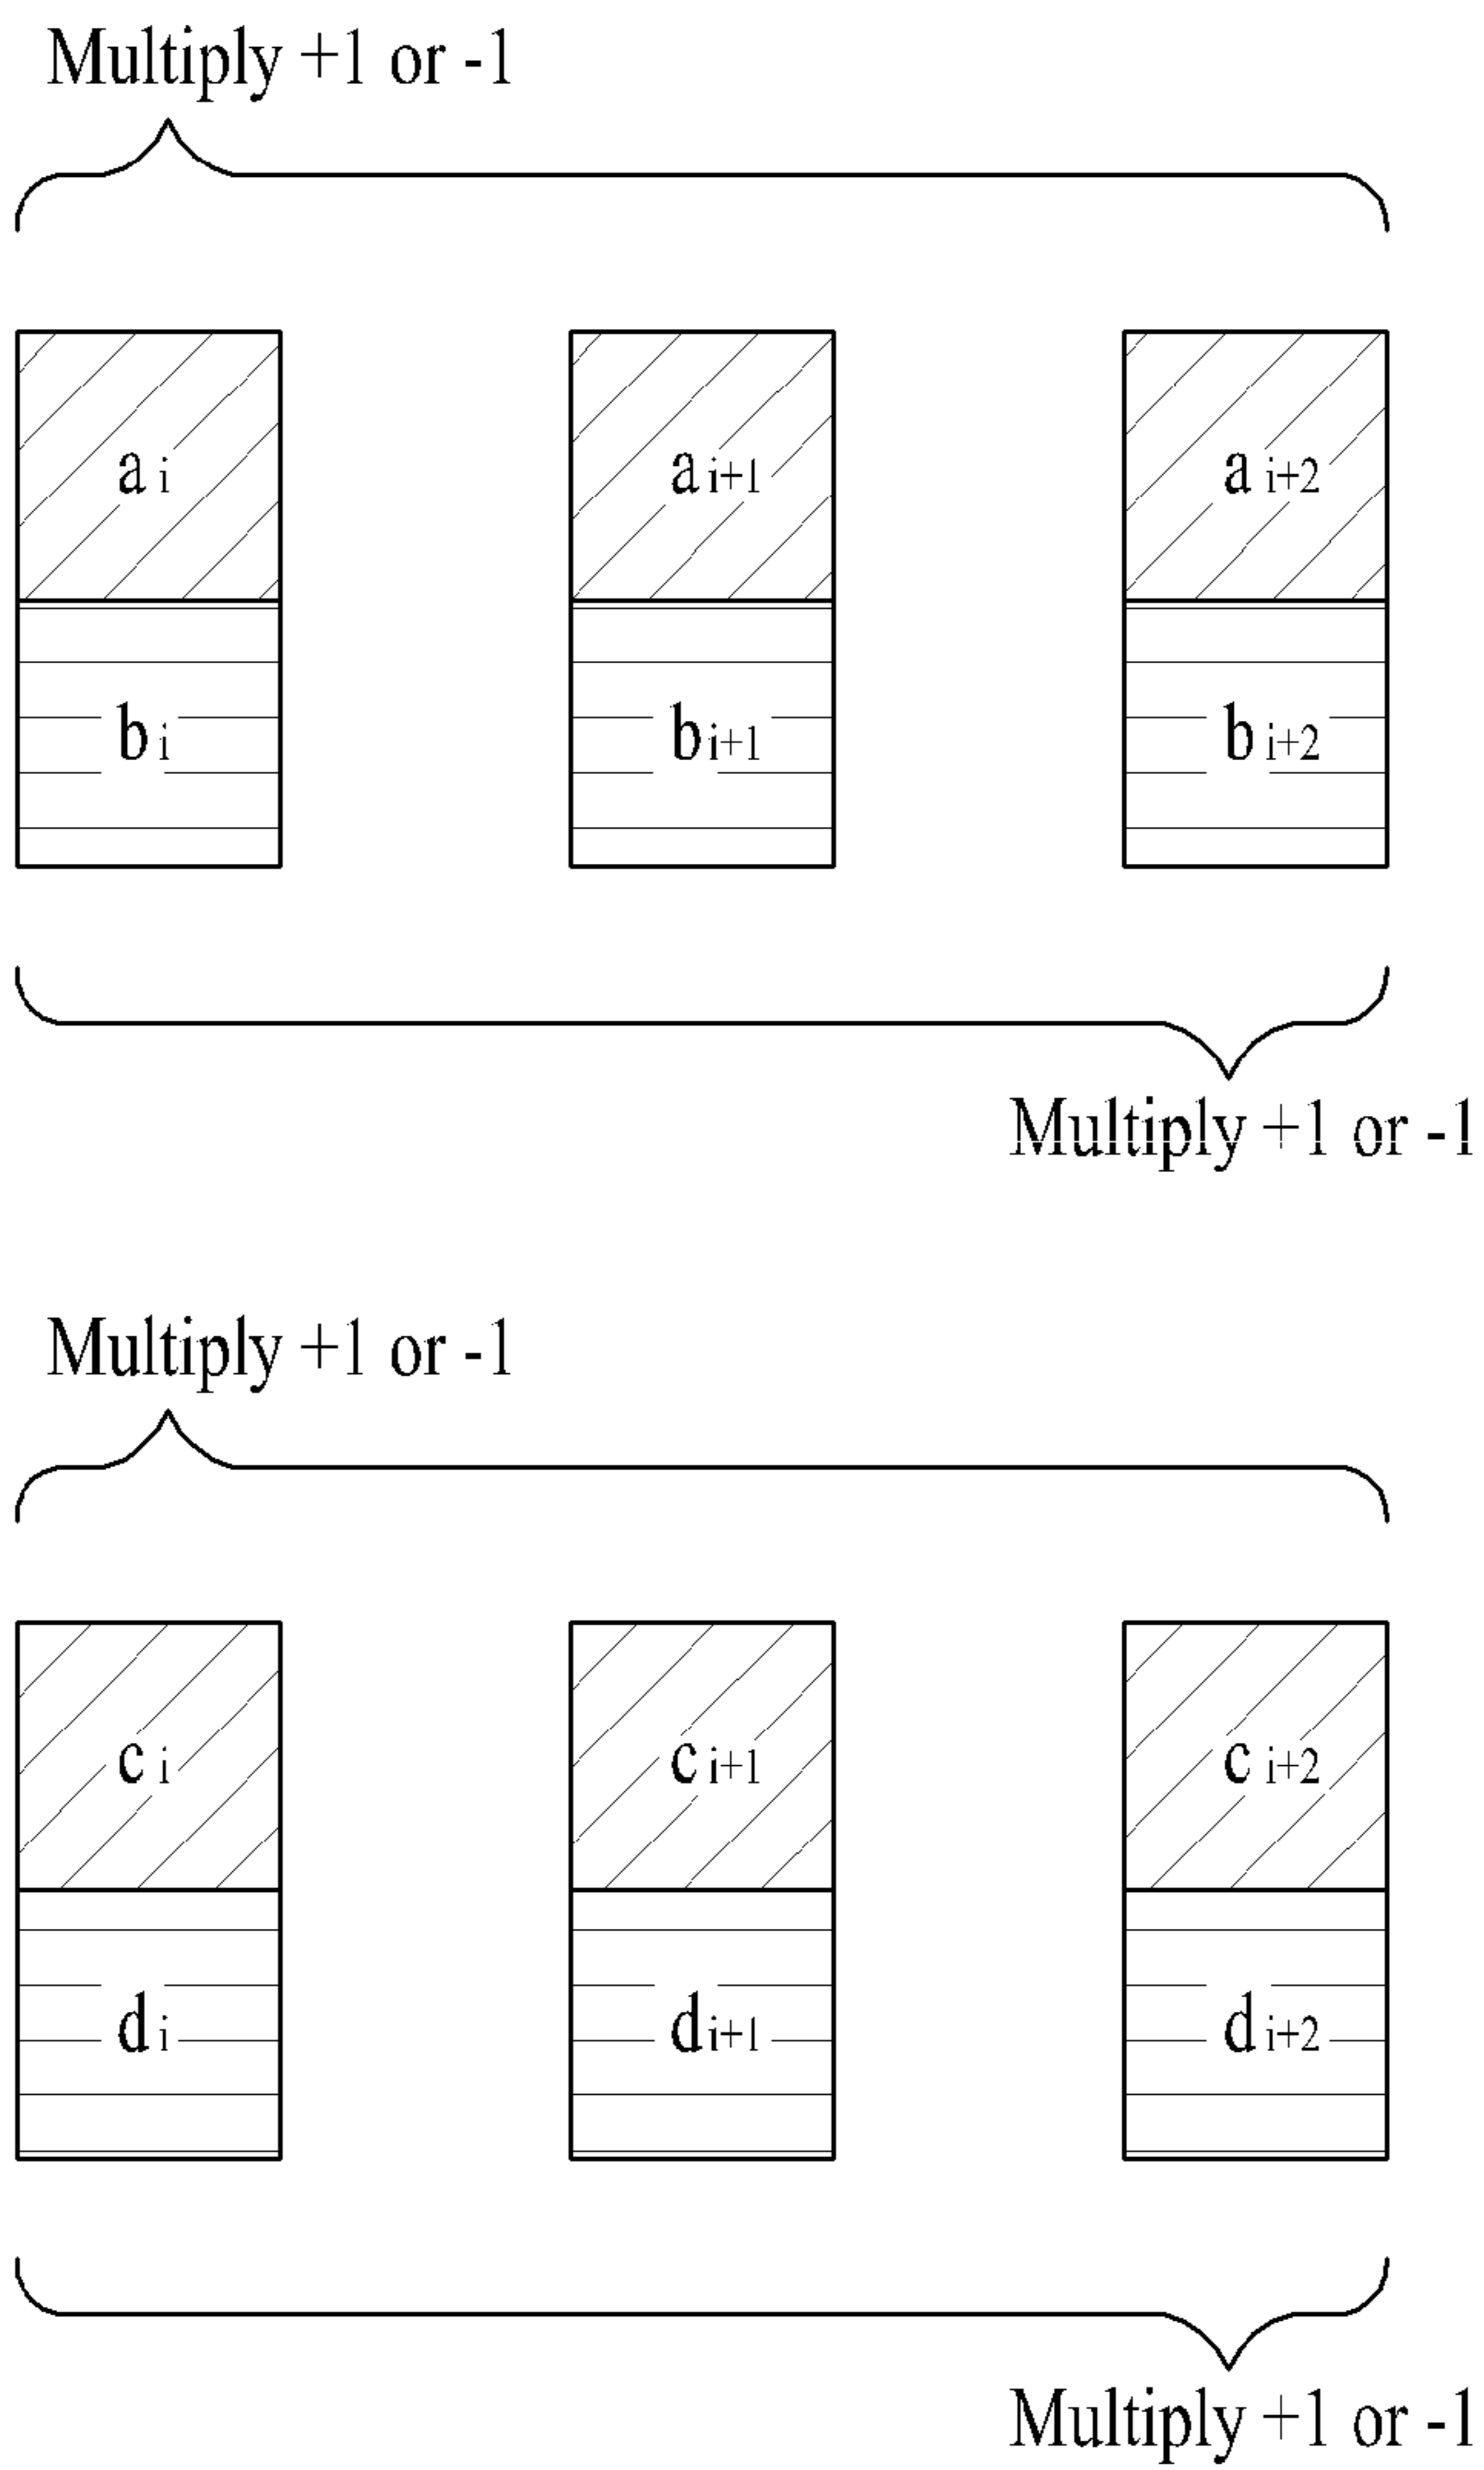 Multiply +1 or -1
a i a i+1 a i+2
b i b i+1 b i+2
Multiply +1 or -1
Multiply +1 or -1
c i c i+1 c i+2
d i d i+1 d i+2
Multiply +1 or -1